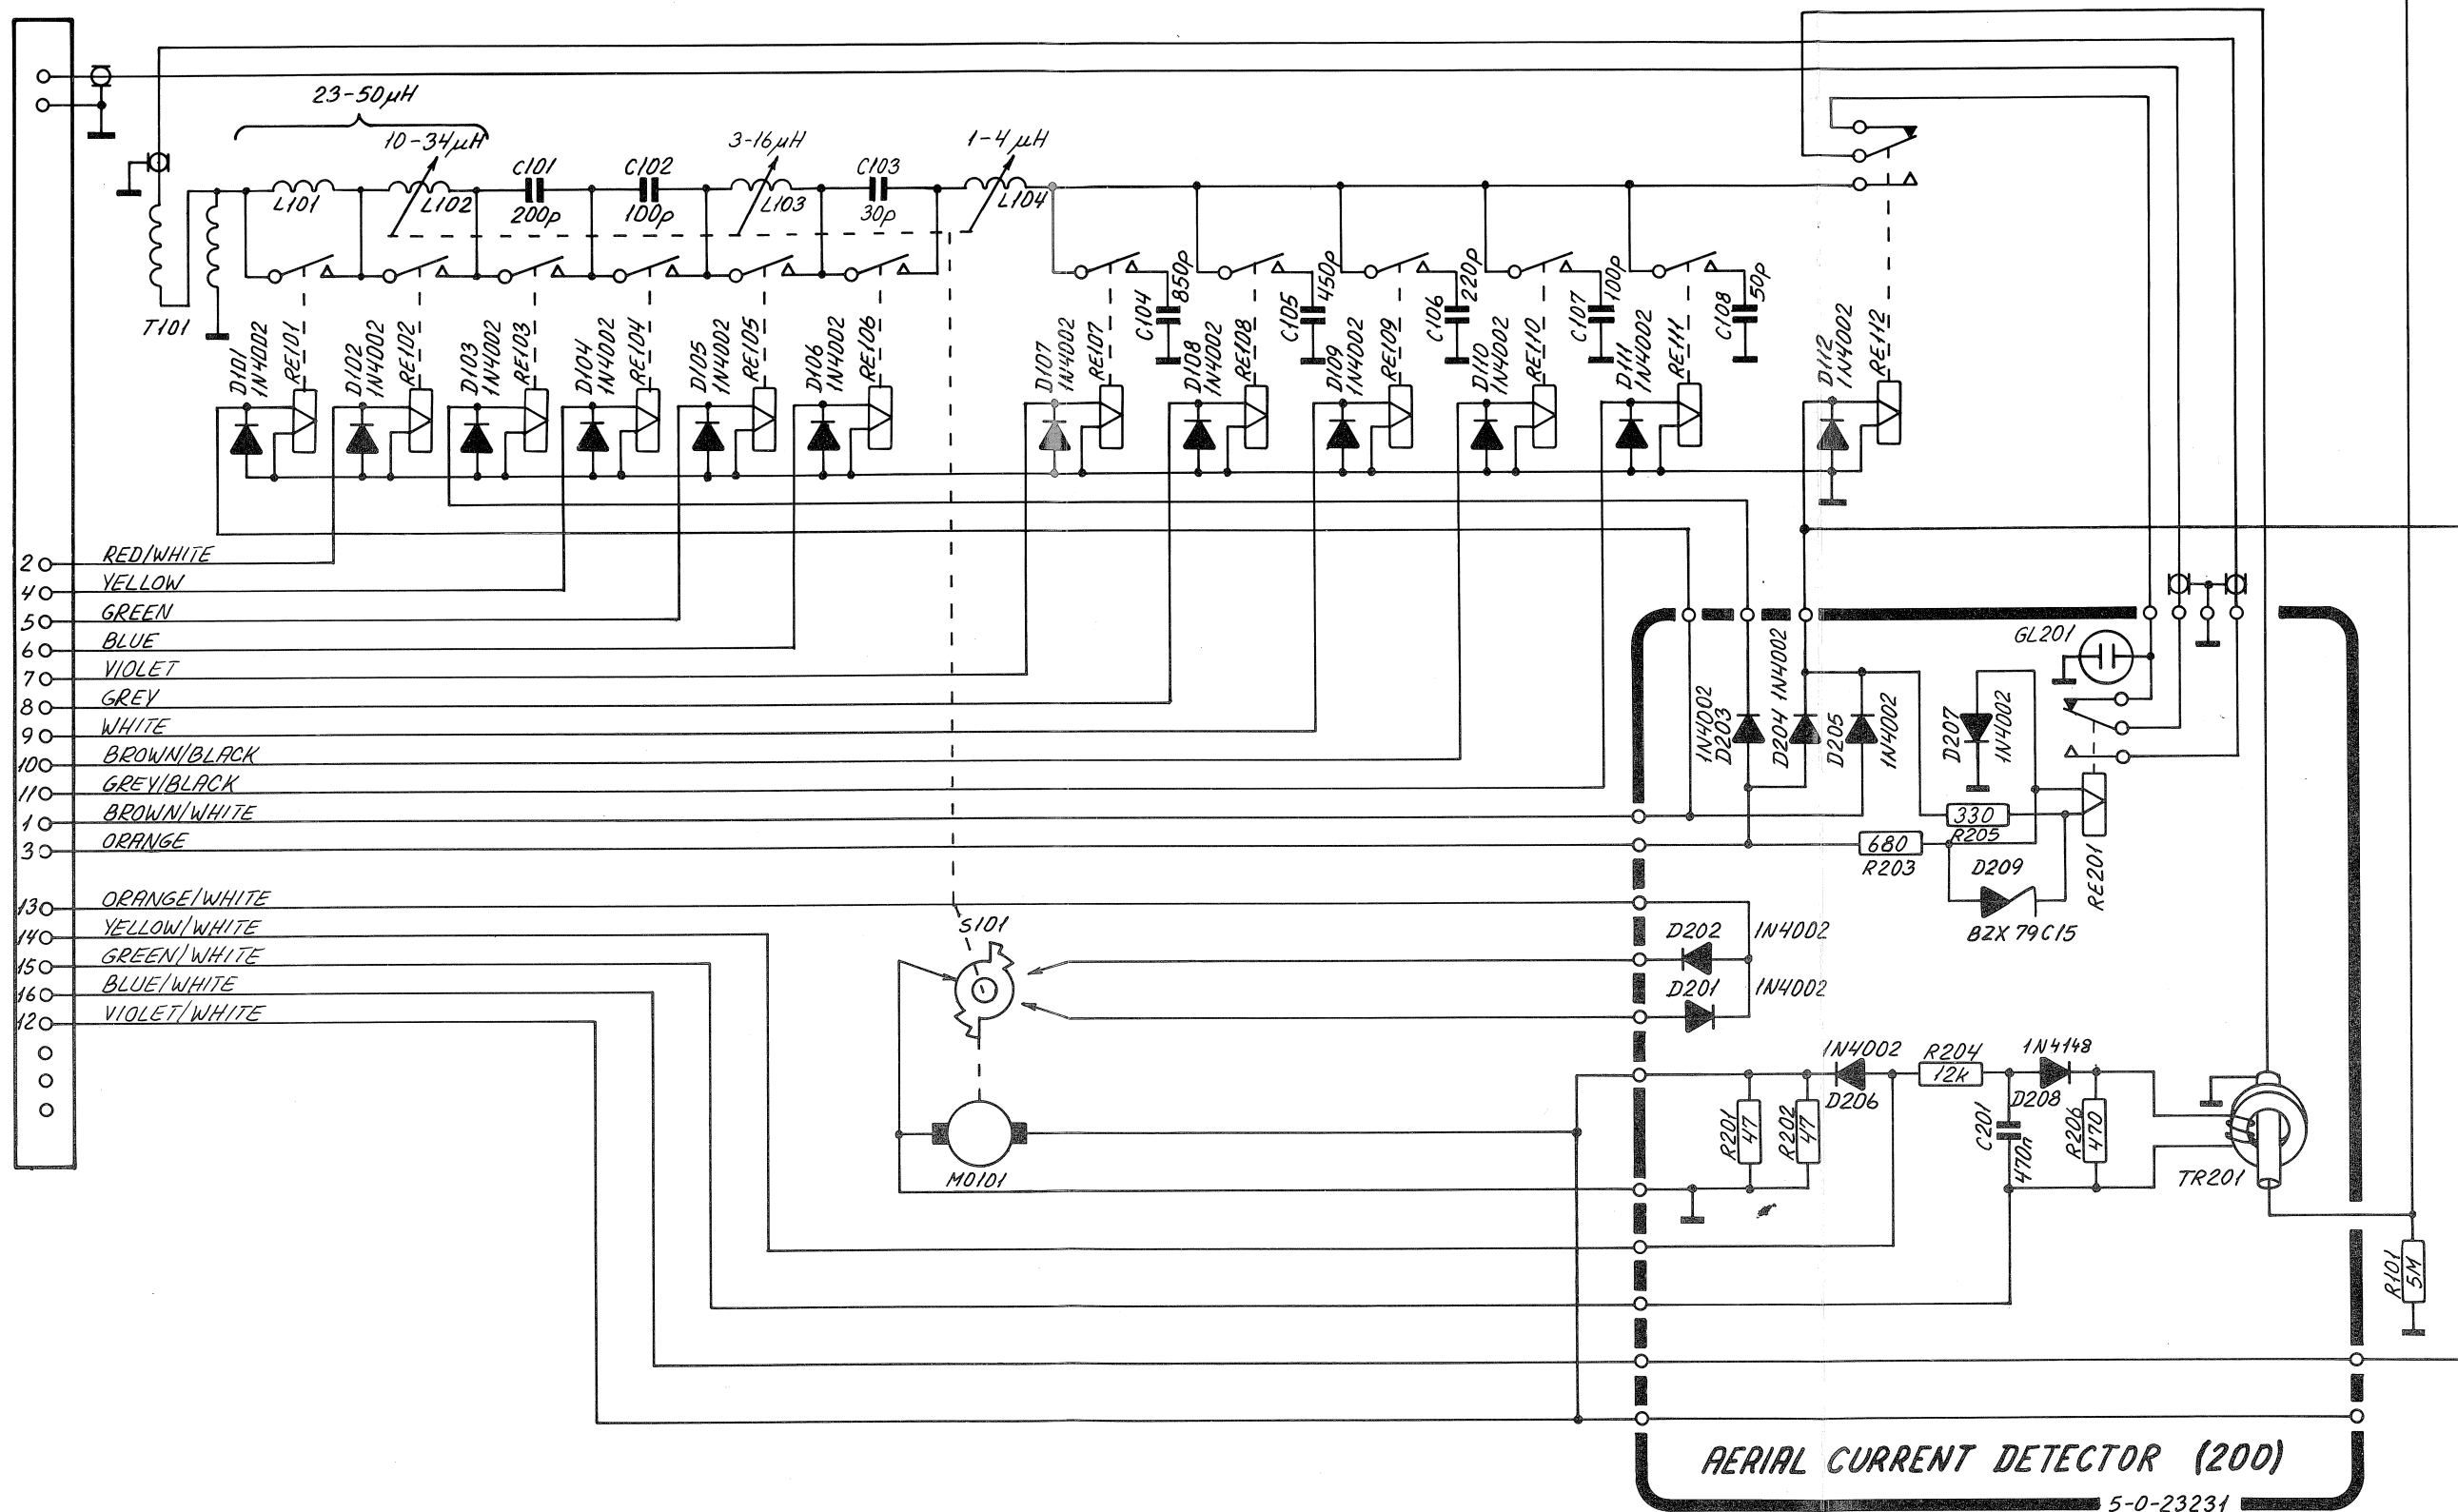 23-50µH
10-34µH
3-16µH
1-4µH
C101
C102
C103
L101
L102
200p
100p
L103
30p
L104
T101
D101
1N4002
RE101
D102
1N4002
RE102
D103
1N4002
RE103
D104
1N4002
RE104
D105
1N4002
RE105
D106
1N4002
RE106
D107
1N4002
RE107
C104
850p
D108
1N4002
RE108
C105
450p
D109
1N4002
RE109
C106
220p
D110
1N4002
RE110
C107
100p
D111
1N4002
RE111
C108
50p
D112
1N4002
RE112
2 RED/WHITE
4 YELLOW
5 GREEN
6 BLUE
7 VIOLET
8 GREY
9 WHITE
10 BROWN/BLACK
11 GREY/BLACK
1 BROWN/WHITE
3 ORANGE
13 ORANGE/WHITE
14 YELLOW/WHITE
15 GREEN/WHITE
16 BLUE/WHITE
12 VIOLET/WHITE
S101
M0101
GL201
1N4002
D203
D204 1N4002
D205
1N4002
D207
1N4002
330
R205
680
R203
D209
BZX 79C15
RE201
D202 1N4002
D201 1N4002
1N4002
D206
R204
12K
1N4148
D208
R201
47
R202
47
C201
470n
R206
470
TR201
R101
5M
AERIAL CURRENT DETECTOR (200)
5-0-23231